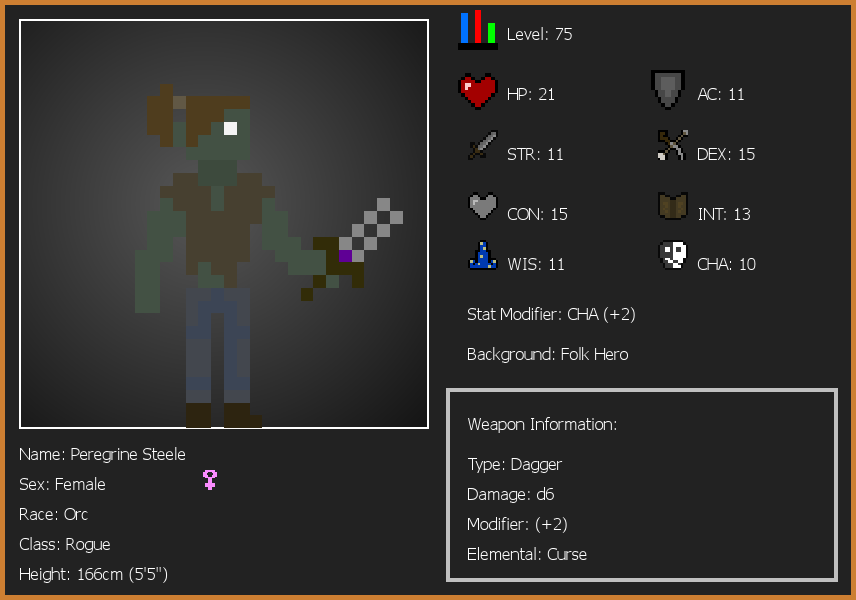 Level: 75
HP: 21
AC: 11
STR: 11
DEX: 15
CON: 15
INT: 13
WIS: 11
CHA: 10
Stat Modifier: CHA (+2)
Background: Folk Hero
Weapon Information:
Type: Dagger
Damage: d6
Modifier: (+2)
Elemental: Curse
Name: Peregrine Steele
Sex: Female
Race: Orc
Class: Rogue
Height: 166cm (5'5")